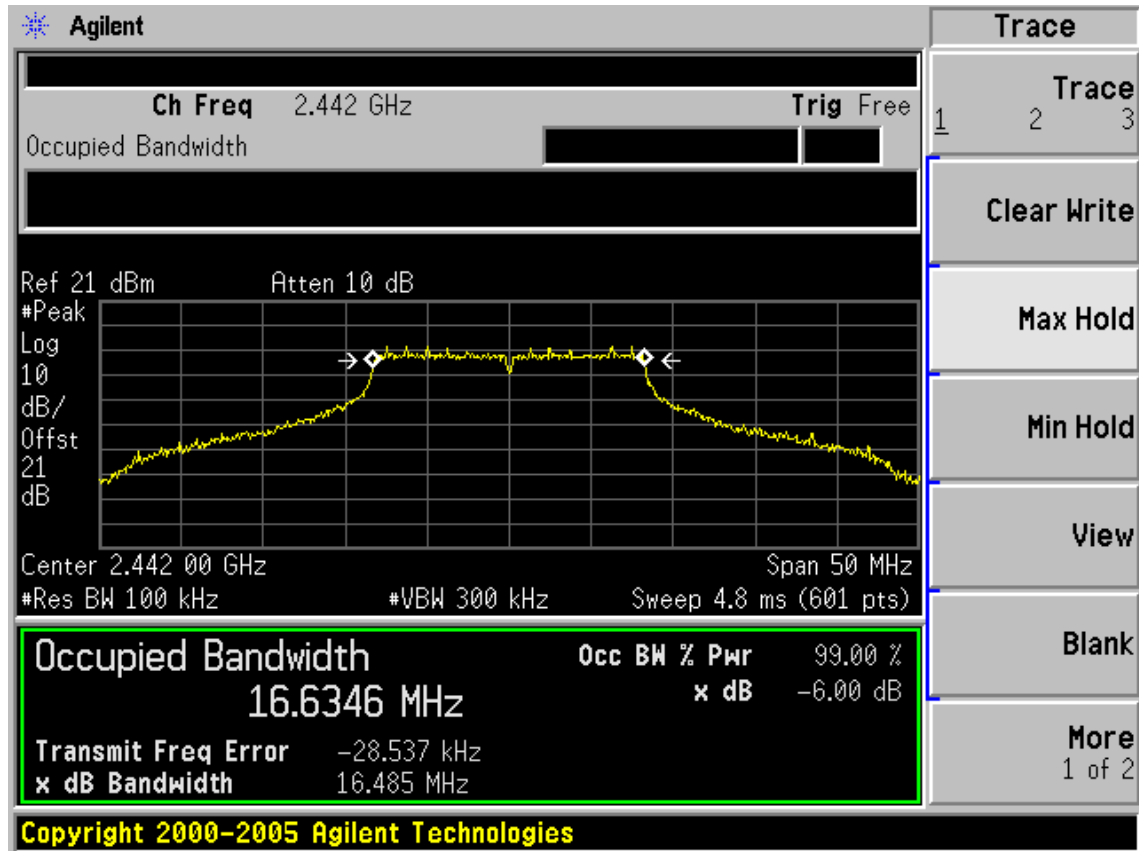 Agilent
Ch Freq 2.442 GHz Trig Free
Occupied Bandwidth
Ref 21 dBm Atten 10 dB
#Peak
Log
10
dB/
Offst
21
dB
Center 2.442 00 GHz Span 50 MHz
#Res BW 100 kHz #VBW 300 kHz Sweep 4.8 ms (601 pts)
Occupied Bandwidth
16.6346 MHz
Occ BW % Pwr 99.00 %
x dB -6.00 dB
Transmit Freq Error -28.537 kHz
x dB Bandwidth 16.485 MHz
Copyright 2000-2005 Agilent Technologies
Trace
Trace
1 2 3
Clear Write
Max Hold
Min Hold
View
Blank
More
1 of 2